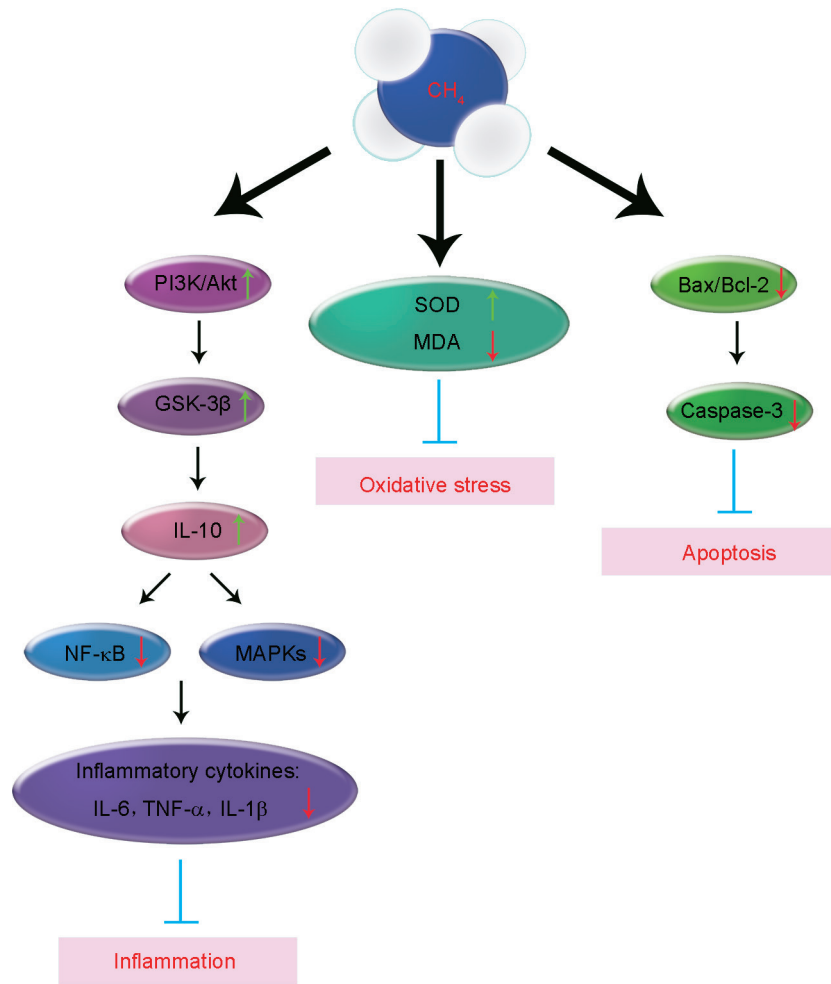 CH₄
PI3K/Akt
SOD
MDA
Bax/Bcl-2
GSK-3β
Caspase-3
Oxidative stress
IL-10
Apoptosis
NF-κB
MAPKs
Inflammatory cytokines:
IL-6, TNF-α, IL-1β
Inflammation